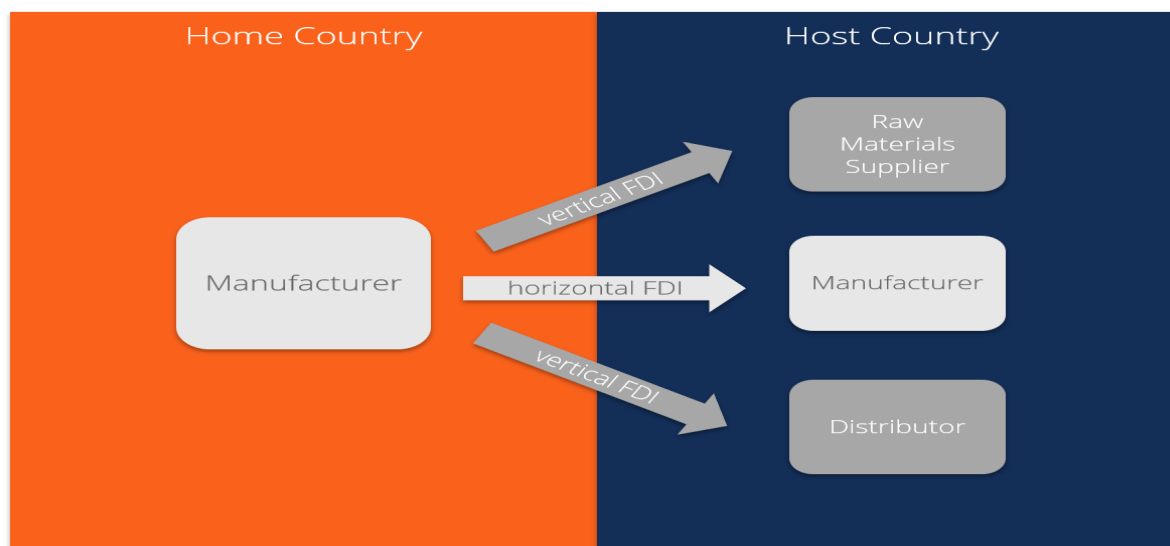 Home Country
Host Country
Raw
Materials
Supplier
vertical FDI
Manufacturer
horizontal FDI
Manufacturer
vertical FDI
Distributor